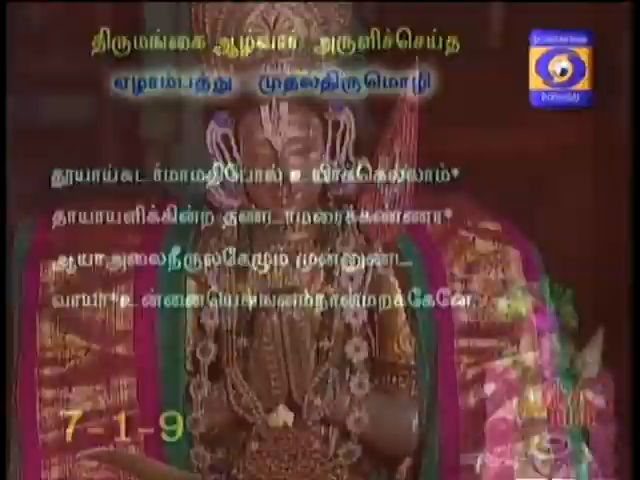 திருமங்கை ஆழ்வார் அருளிச்செய்த
ஏழாம்பத்து முதல்திருமொழி
தூயாய்சுடர்மாமதிபோல் உயிர்க்கெல்லாம்*
தாயாயளிக்கின்ற தண்டாமரைக்கண்ணா*
ஆயாஅலைநீருலகேழும் முன்னுண்ட
வாயா*உன்னையெங்ஙனம்நான்மறக்கேனே.
7-1-9